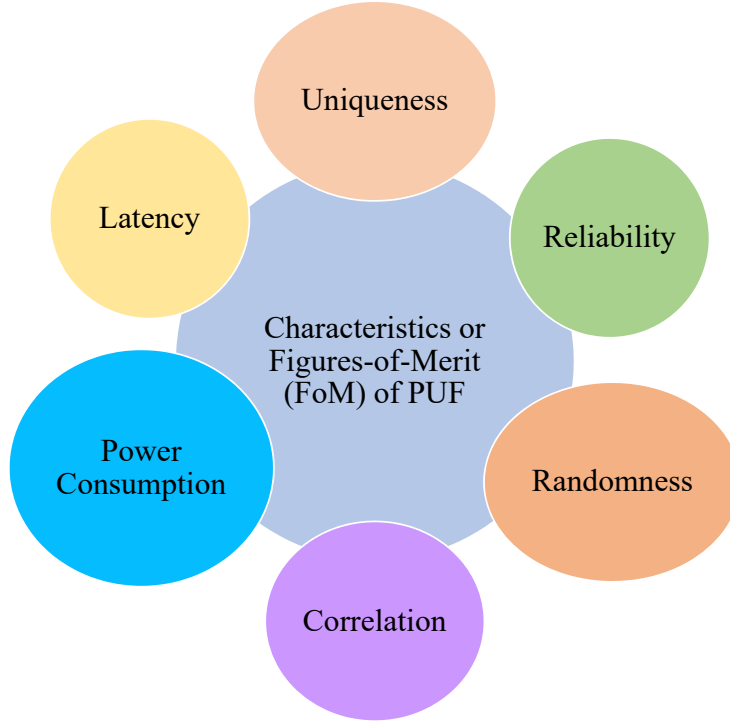 Uniqueness
Latency
Reliability
Characteristics or
Figures-of-Merit
(FoM) of PUF
Power
Consumption
Randomness
Correlation